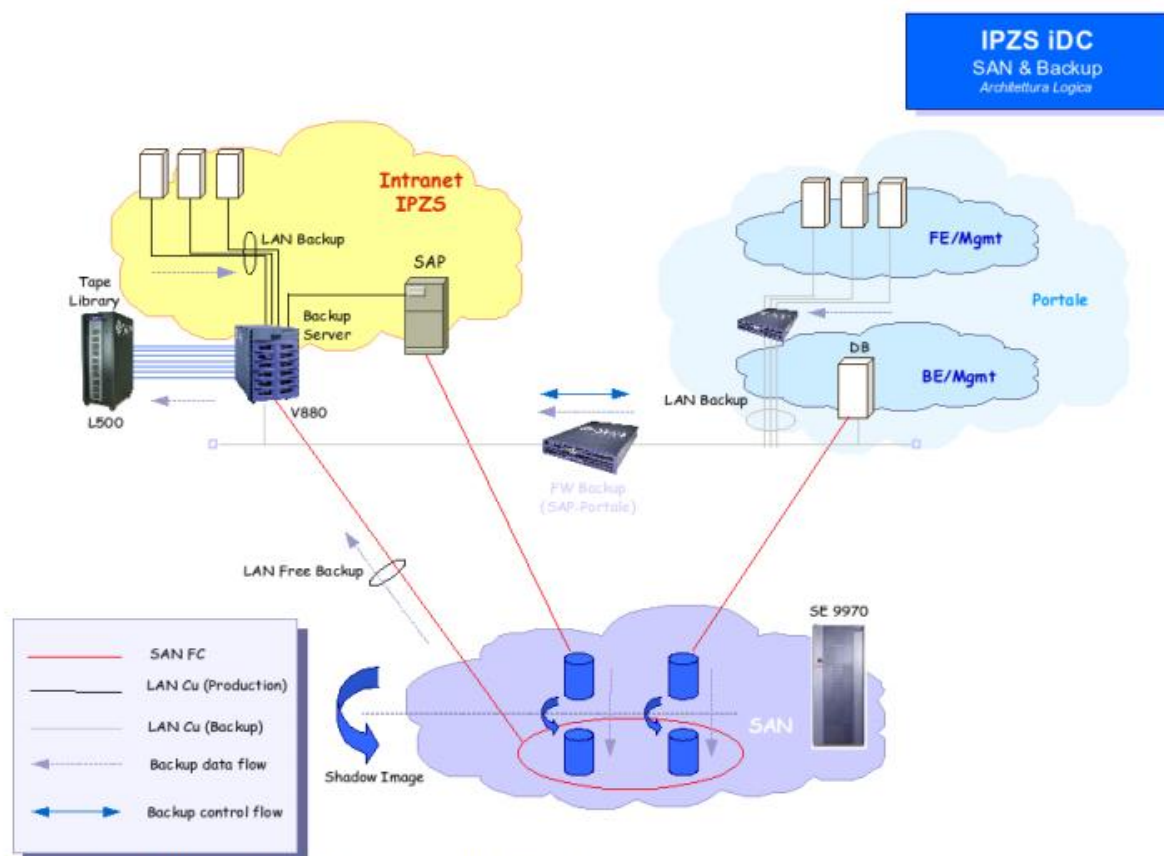 IPZS iDC
SAN & Backup
Architettura Logica
Intranet
IPZS
LAN Backup
SAP
Tape
Library
Backup
Server
L500
V880
FE/Mgmt
Portale
DB
BE/Mgmt
LAN Backup
FW Backup
(SAP-Portale)
LAN Free Backup
SE 9970
SAN
Shadow Image
SAN FC
LAN Cu (Production)
LAN Cu (Backup)
Backup data flow
Backup control flow